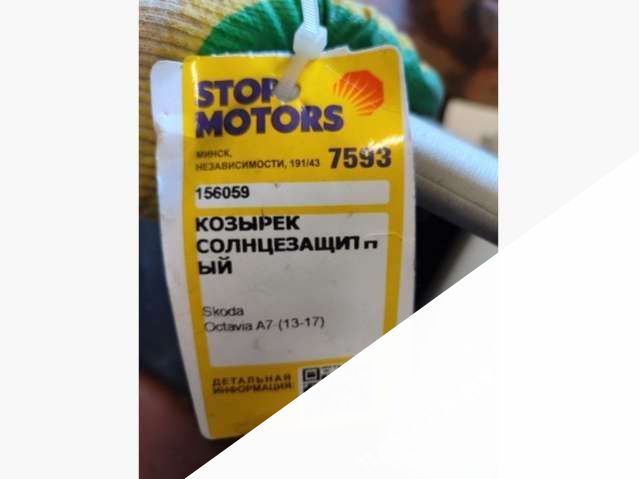 STOP
MOTORS
МИНСК,
НЕЗАВИСИМОСТИ, 191/43 7593
156059
КОЗЫРЕК
СОЛНЦЕЗАЩИТН
ЫЙ
Skoda
Octavia A7 (13-17)
ДЕТАЛЬНАЯ
ИНФОРМАЦИЯ